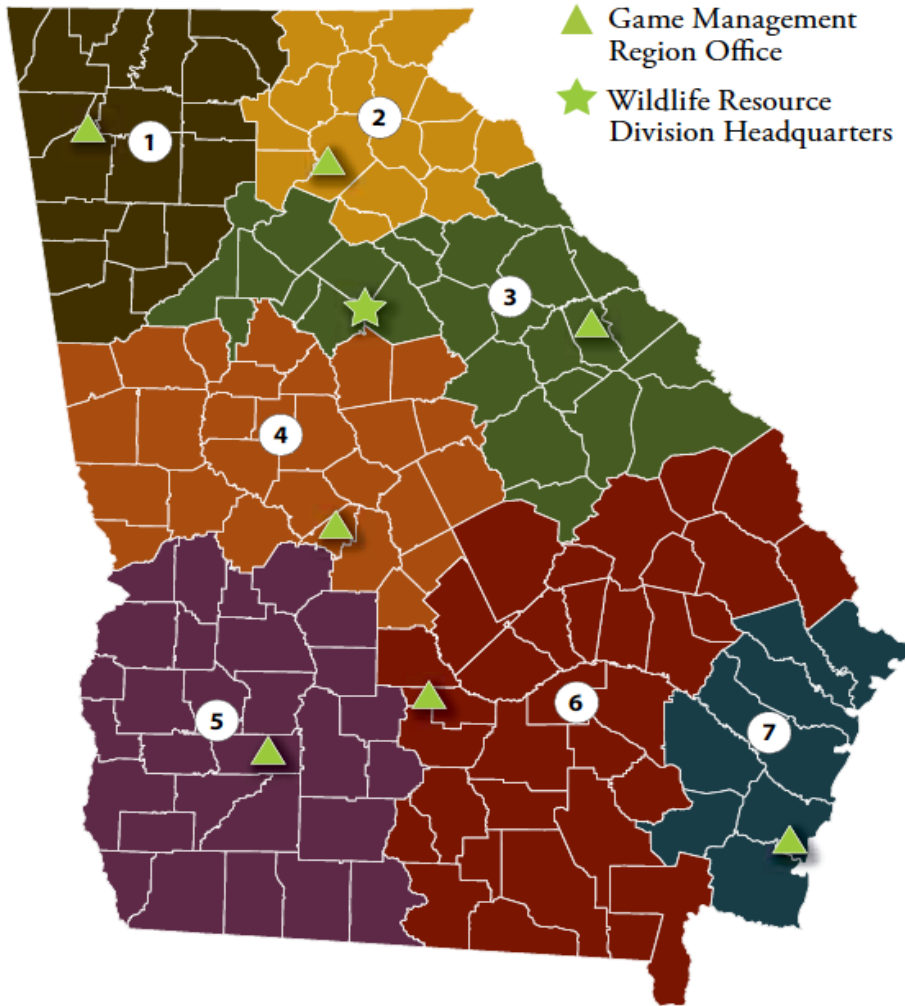 Game Management
Region Office
Wildlife Resource
Division Headquarters
1
2
3
4
5
6
7